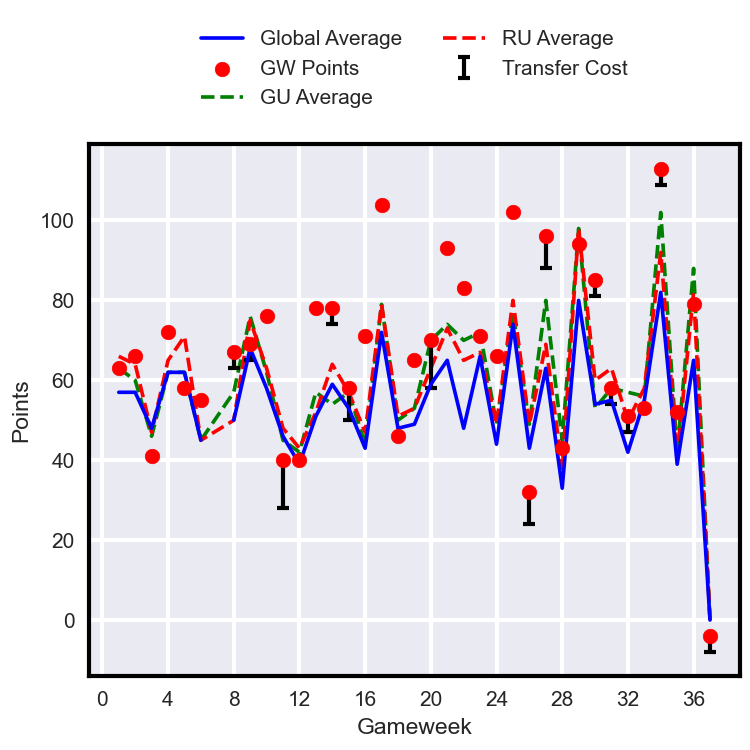 Global Average
GW Points
GU Average
RU Average
Transfer Cost
Points
100
80
60
40
20
0
0 4 8 12 16 20 24 28 32 36
Gameweek